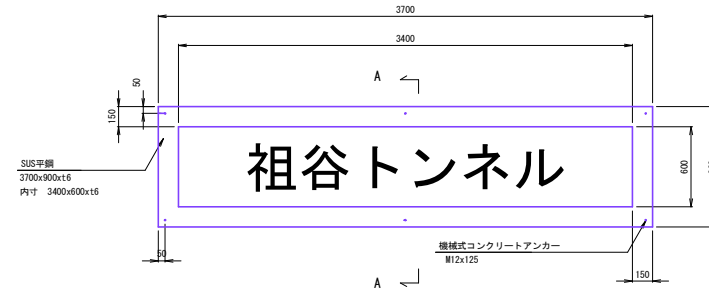 3700
3400
A
50
150
祖谷トンネル
600
SUS平鋼
3700x900xt6
内寸 3400x600xt6
機械式コンクリートアンカー
M12x125
50
150
A